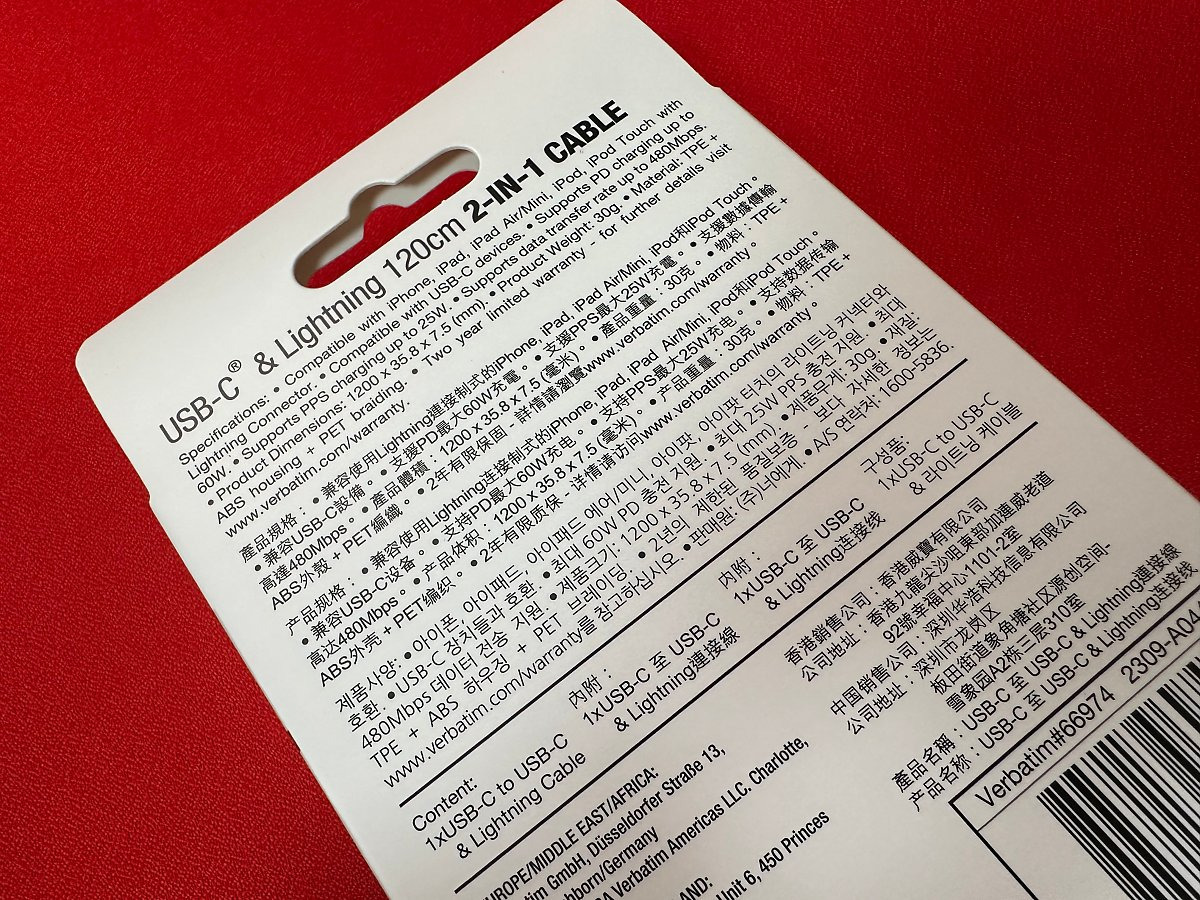 USB-C® & Lightning 120cm 2-IN-1 CABLE
Specifications: • Compatible with iPhone, iPad, iPad Air/Mini, iPod, iPod Touch with
Lightning Connector. • Compatible with USB-C devices. • Supports PD charging up to
60W. • Supports PPS charging up to 25W. • Supports data transfer rate up to 480Mbps.
• Product Dimensions: 1200 x 35.8 x 7.5 (mm). • Product Weight: 30g. • Material: TPE +
ABS housing + PET braiding. • Two year limited warranty - for further details visit
www.verbatim.com/warranty.
產品規格：• 兼容使用Lightning連接制式的iPhone, iPad, iPad Air/Mini, iPod和iPod Touch。
• 兼容USB-C設備。• 支援PD最大60W充電。• 支援PPS最大25W充電。• 支援數據傳輸
高達480Mbps。• 產品體積：1200 x 35.8 x 7.5 (毫米)。• 產品重量：30克。• 物料：TPE +
ABS外殼 + PET編織。• 2年有限保固 - 詳情請瀏覽www.verbatim.com/warranty。
产品规格：• 兼容使用Lightning连接制式的iPhone, iPad, iPad Air/Mini, iPod和iPod Touch。
• 兼容USB-C设备。• 支持PD最大60W充电。• 支持PPS最大25W充电。• 支持数据传输
高达480Mbps。• 产品体积：1200 x 35.8 x 7.5 (毫米)。• 产品重量：30克。• 物料：TPE +
ABS外壳 + PET编织。• 2年有限质保 - 详情请访问www.verbatim.com/warranty
제품사양: • 아이폰, 아이패드, 아이패드 에어/미니, 아이팟, 아이팟 터치의 라이트닝 커넥터와
호환. • USB-C 장치들과 호환. • 최대 60W PD 충전 지원. • 최대 25W PPS 충전 지원. • 최대
480Mbps 데이터 전송 지원. • 제품크기: 1200 x 35.8 x 7.5 (mm). • 제품무게: 30g. • 재질:
TPE + ABS 하우징 + PET 브레이딩. • 2년의 제한된 품질보증 - 보다 자세한 정보는
www.verbatim.com/warranty를 참고하십시오. • 판매원: (주)너에게. • A/S 연락처: 1600-5836.
Content:
1xUSB-C to USB-C
& Lightning Cable
內附：
1xUSB-C 至 USB-C
& Lightning連接線
内附：
1xUSB-C 至 USB-C
& Lightning连接线
구성품:
1xUSB-C to USB-C
& 라이트닝 케이블
EUROPE/MIDDLE EAST/AFRICA:
GmbH, Düsseldorfer Straße 13,
Germany
Verbatim Americas LLC. Charlotte,
Unit 6, 450 Princes
香港銷售公司：香港威寶有限公司
公司地址：香港九龍尖沙咀東部加連威老道
92號幸福中心1101-2室
中国销售公司：深圳华浩科技信息有限公司
公司地址：深圳市龙岗区
坂田街道象角塘社区源创空间-
雪象园A2栋三层310室
產品名稱：USB-C 至 USB-C & Lightning連接線
产品名称：USB-C 至 USB-C & Lightning连接线
Verbatim#66974 2309-A04